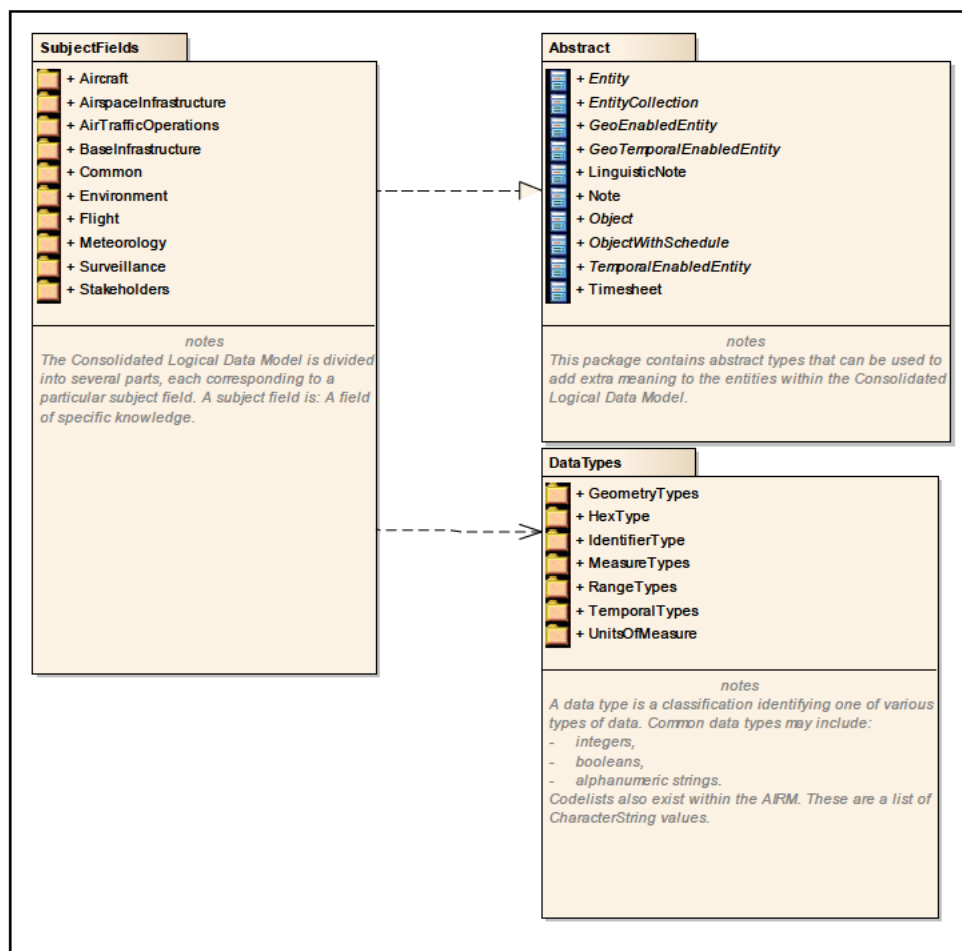 SubjectFields
+ Aircraft
+ AirspaceInfrastructure
+ AirTrafficOperations
+ BaseInfrastructure
+ Common
+ Environment
+ Flight
+ Meteorology
+ Surveillance
+ Stakeholders
notes
The Consolidated Logical Data Model is divided
into several parts, each corresponding to a
particular subject field. A subject field is: A field
of specific knowledge.
Abstract
+ Entity
+ EntityCollection
+ GeoEnabledEntity
+ GeoTemporalEnabledEntity
+ LinguisticNote
+ Note
+ Object
+ ObjectWithSchedule
+ TemporalEnabledEntity
+ Timesheet
notes
This package contains abstract types that can be used to
add extra meaning to the entities within the Consolidated
Logical Data Model.
DataTypes
+ GeometryTypes
+ HexType
+ IdentifierType
+ MeasureTypes
+ RangeTypes
+ TemporalTypes
+ UnitsOfMeasure
notes
A data type is a classification identifying one of various
types of data. Common data types may include:
- integers,
- booleans,
- alphanumeric strings.
Codelists also exist within the AIRM. These are a list of
CharacterString values.